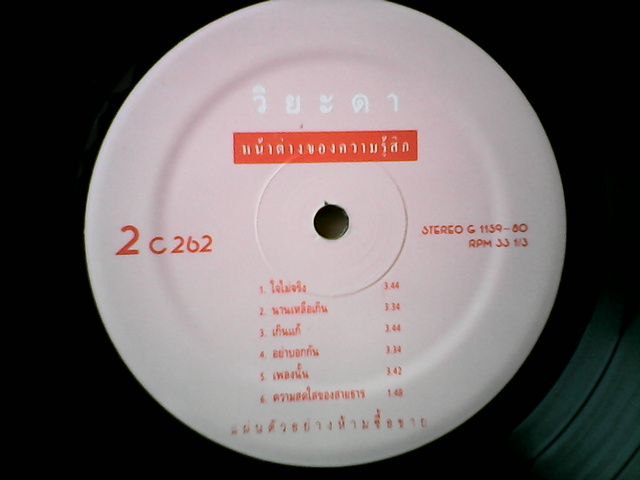 วิยะดา
หน้าต่างของความรู้สึก
2 C 262
STEREO G 1139-80
RPM 33 1/3
1. ใจไม่จริง 3.44
2. นานเหลือเกิน 3.34
3. เกินแก้ 3.44
4. อย่าบอกกัน 3.34
5. เพลงนั้น 3.42
6. ความสดใสของสายธาร 1.48
แผ่นตัวอย่างห้ามซื้อขาย